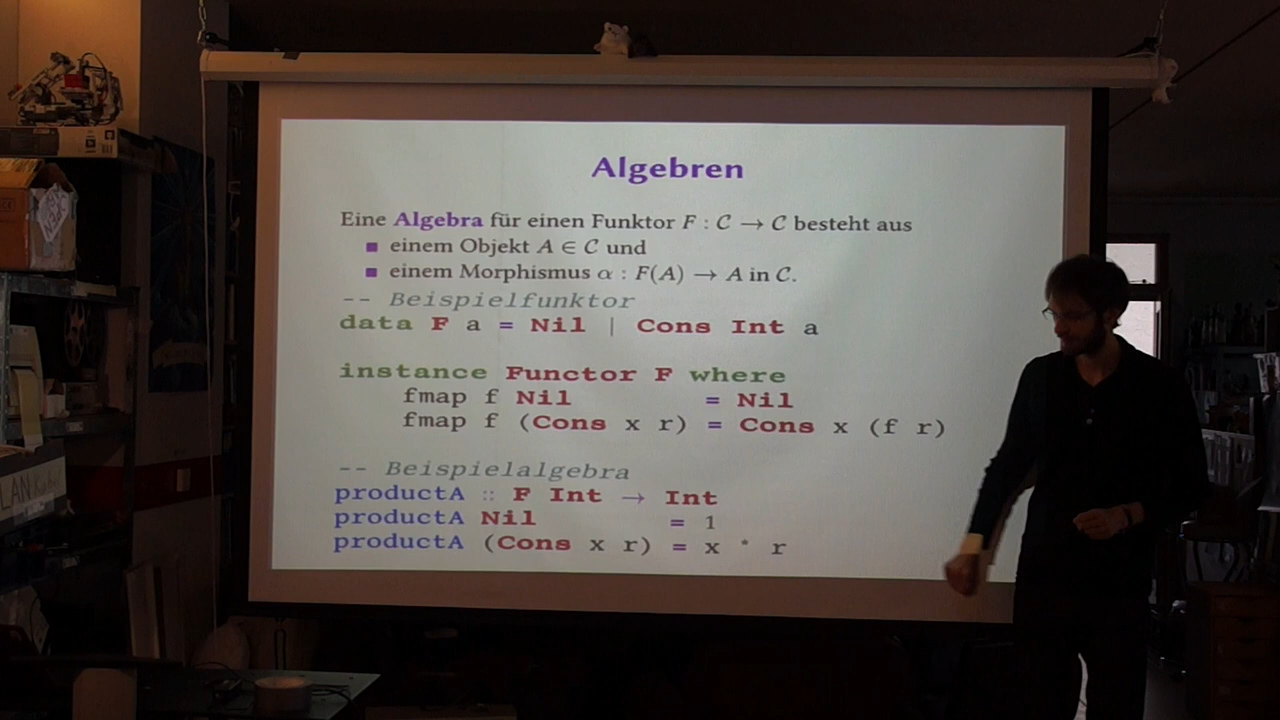 Algebren
Eine Algebra für einen Funktor F : C → C besteht aus
einem Objekt A ∈ C und
einem Morphismus α : F(A) → A in C.
-- Beispielfunktor
data F a = Nil | Cons Int a
instance Functor F where
fmap f Nil = Nil
fmap f (Cons x r) = Cons x (f r)
-- Beispielalgebra
productA :: F Int → Int
productA Nil = 1
productA (Cons x r) = x * r
LAN